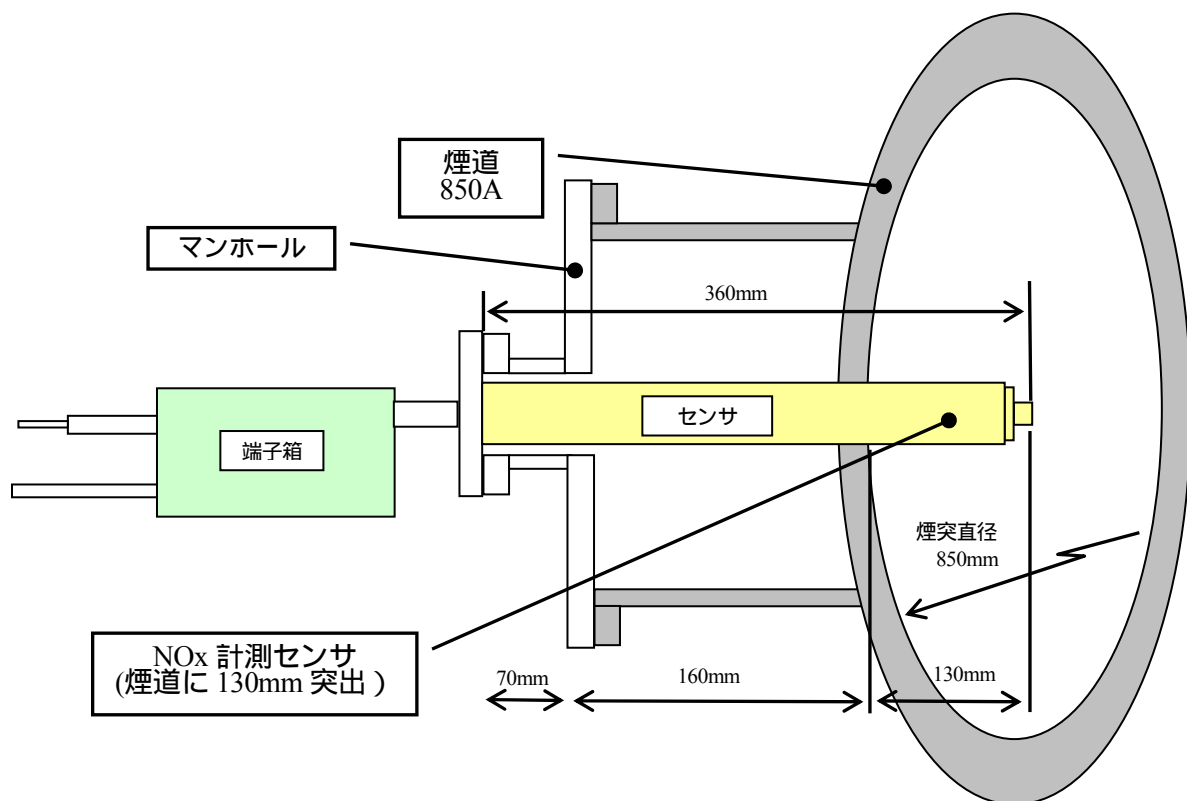 煙道
850A
マンホール
360mm
センサ
端子箱
煙突直径
850mm
NOx 計測センサ
(煙道に 130mm 突出 )
70mm
160mm
130mm